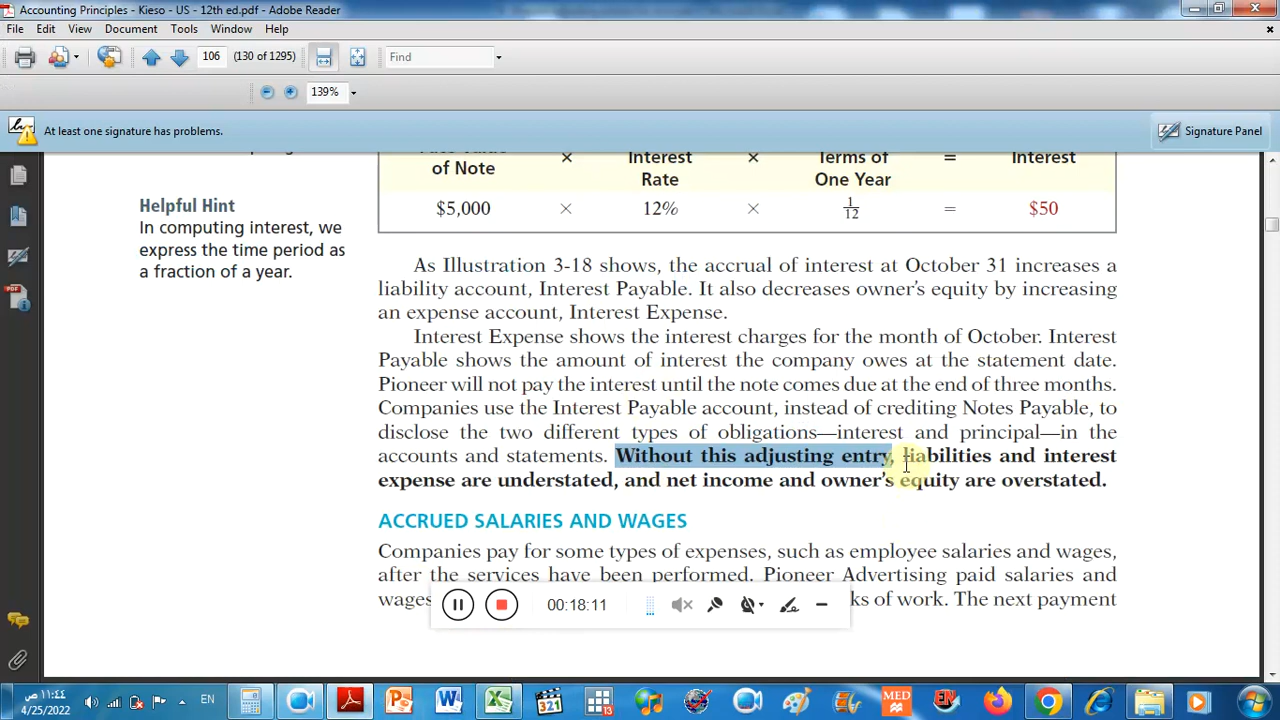 Accounting Principles - Kieso - US - 12th ed.pdf - Adobe Reader
File Edit View Document Tools Window Help
106 (130 of 1295) Find
139%
At least one signature has problems. Signature Panel
of Note × Interest Rate × Terms of One Year = Interest
$5,000 × 12% × 1/12 = $50
Helpful Hint
In computing interest, we
express the time period as
a fraction of a year.
As Illustration 3-18 shows, the accrual of interest at October 31 increases a
liability account, Interest Payable. It also decreases owner's equity by increasing
an expense account, Interest Expense.
Interest Expense shows the interest charges for the month of October. Interest
Payable shows the amount of interest the company owes at the statement date.
Pioneer will not pay the interest until the note comes due at the end of three months.
Companies use the Interest Payable account, instead of crediting Notes Payable, to
disclose the two different types of obligations—interest and principal—in the
accounts and statements. Without this adjusting entry, liabilities and interest
expense are understated, and net income and owner's equity are overstated.
ACCRUED SALARIES AND WAGES
Companies pay for some types of expenses, such as employee salaries and wages,
after the services have been performed. Pioneer Advertising paid salaries and
wages ks of work. The next payment
00:18:11
١١:٤٤ ص
4/25/2022
EN
321
13
MED